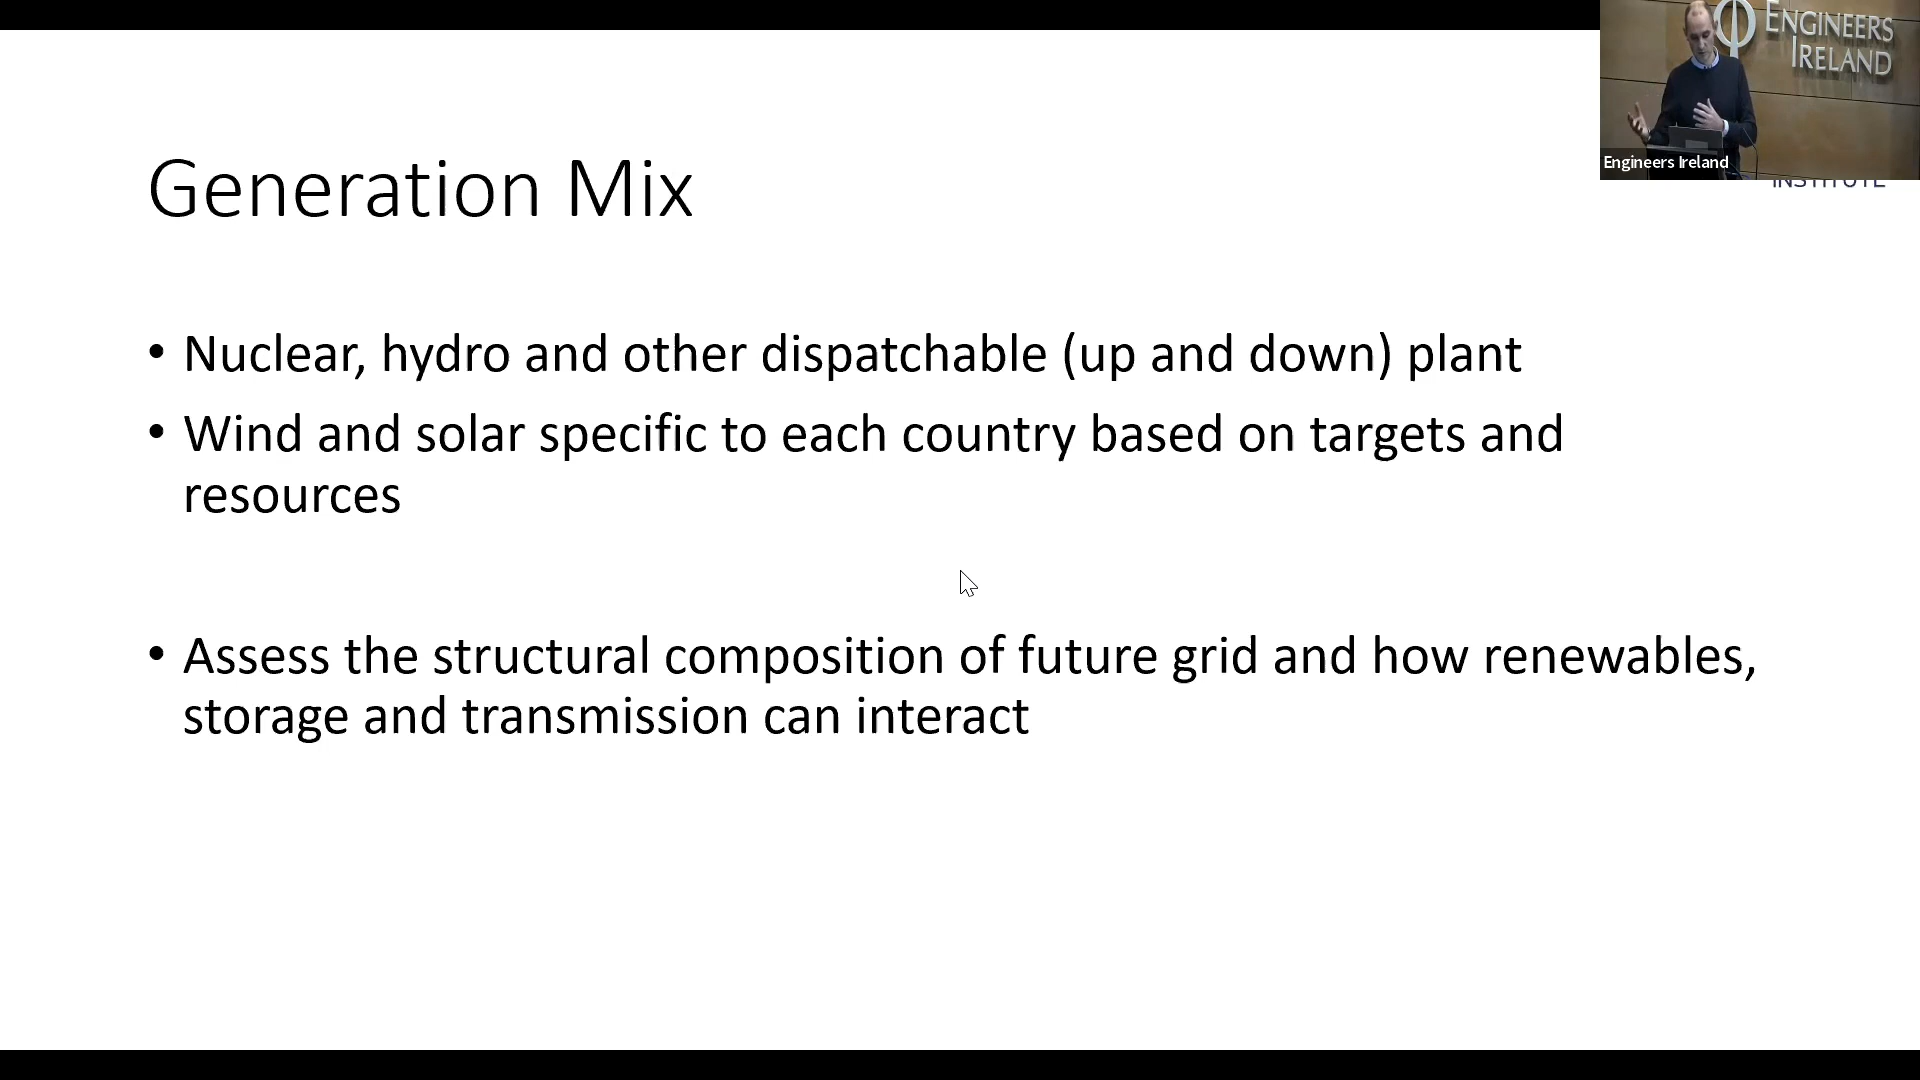 ENGINEERS
IRELAND
Engineers Ireland
INSTITUTE
Generation Mix
• Nuclear, hydro and other dispatchable (up and down) plant
• Wind and solar specific to each country based on targets and
resources
• Assess the structural composition of future grid and how renewables,
storage and transmission can interact